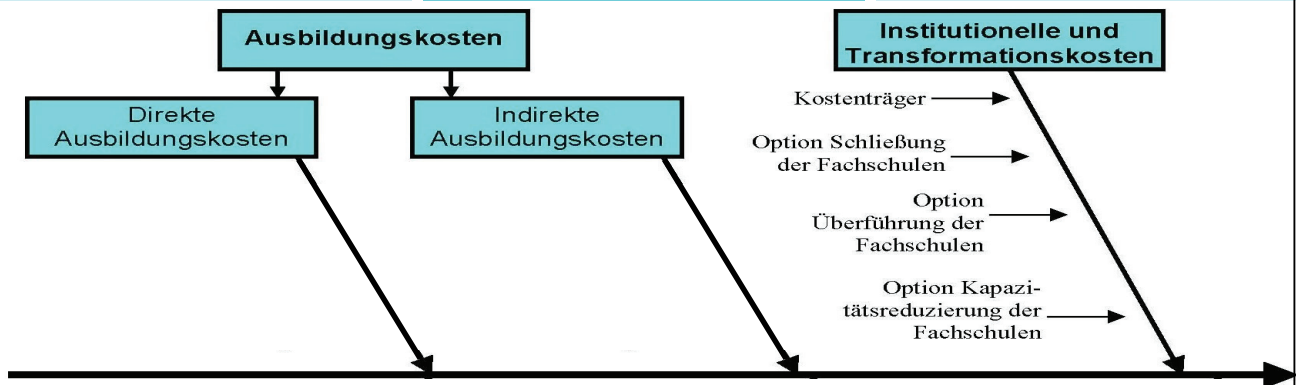 Ausbildungskosten
Direkte
Ausbildungskosten
Indirekte
Ausbildungskosten
Institutionelle und
Transformationskosten
Kostenträger
Option Schließung
der Fachschulen
Option
Überführung der
Fachschulen
Option Kapazi-
tätsreduzierung der
Fachschulen